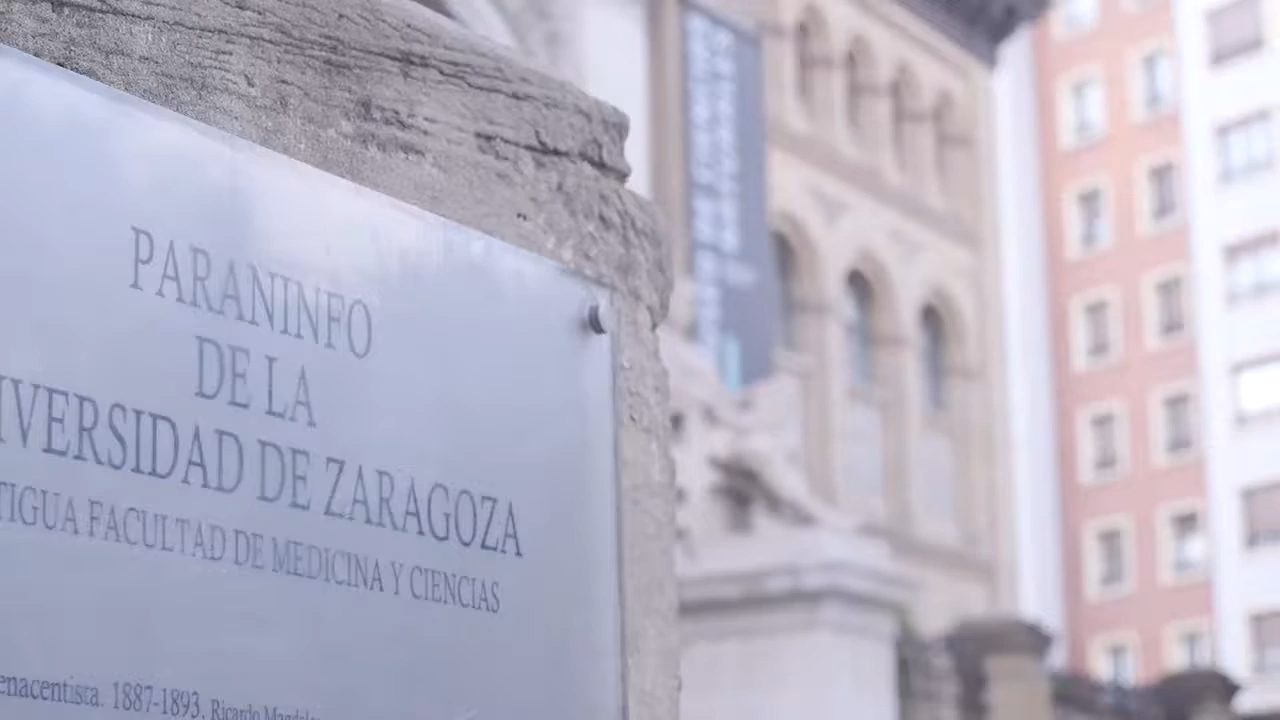 PARANINFO
DE LA
IVERSIDAD DE ZARAGOZA
TIGUA FACULTAD DE MEDICINA Y CIENCIAS
enacentista. 1887-1893. Ricardo